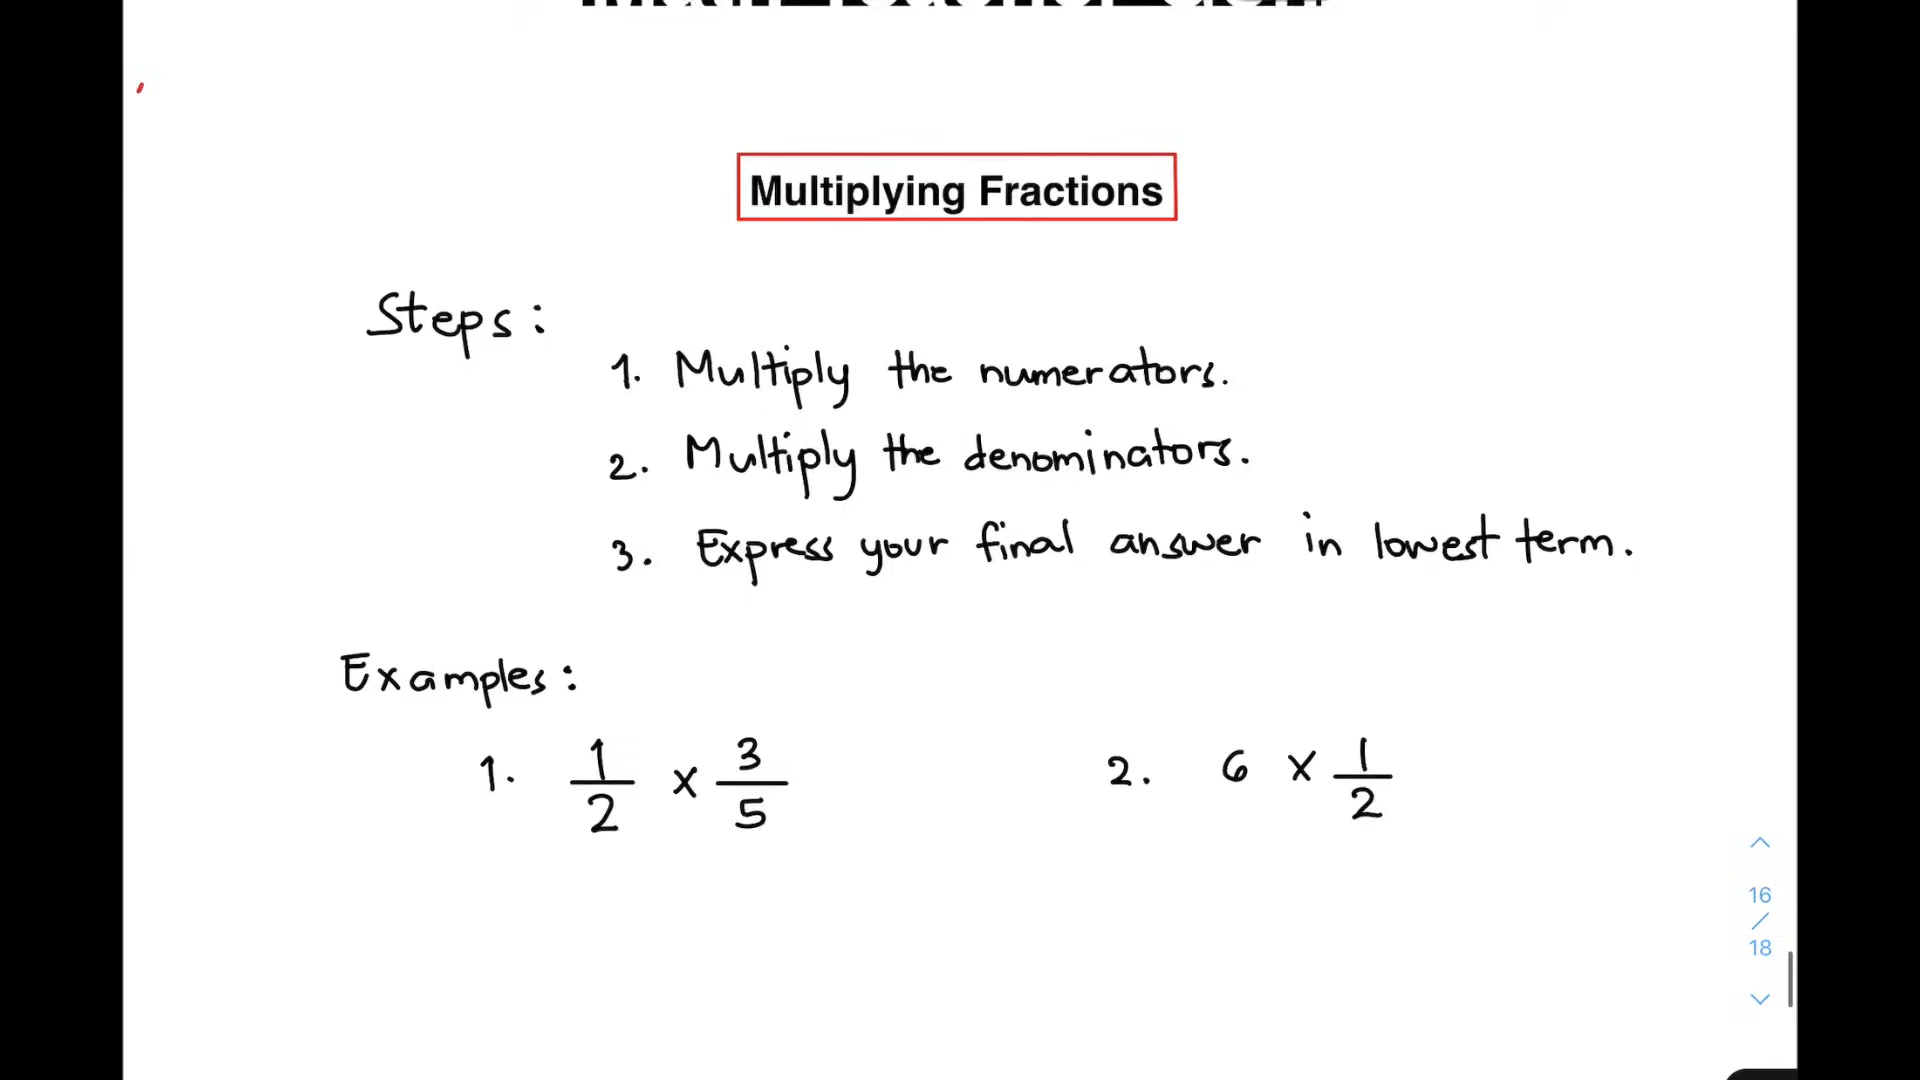 Multiplying Fractions
Steps:
1. Multiply the numerators.
2. Multiply the denominators.
3. Express your final answer in lowest term.
Examples:
1. 1/2 x 3/5
2. 6 x 1/2
16
/
18